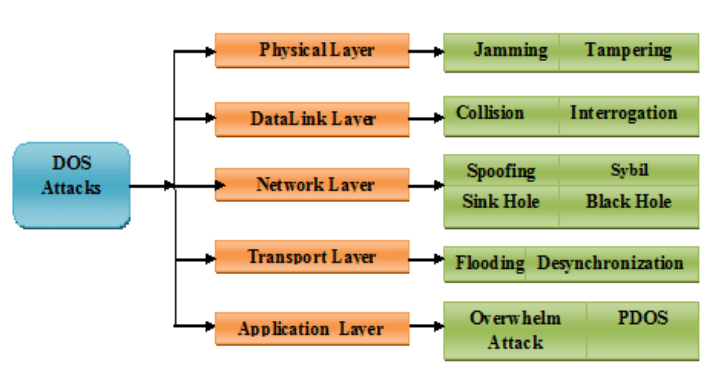 DOS
Attacks
Physical Layer
Jamming Tampering
DataLink Layer
Collision Interrogation
Network Layer
Spoofing Sybil
Sink Hole Black Hole
Transport Layer
Flooding Desynchronization
Application Layer
Overwhelm PDOS
Attack